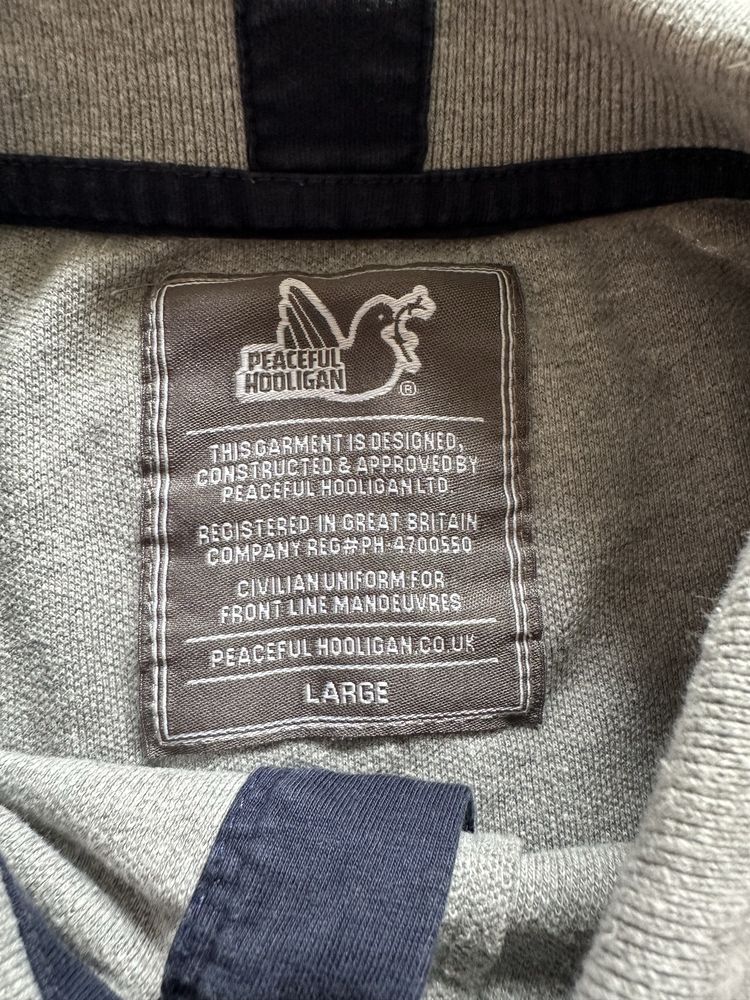 PEACEFUL
HOOLIGAN
®
THIS GARMENT IS DESIGNED,
CONSTRUCTED & APPROVED BY
PEACEFUL HOOLIGAN LTD.
REGISTERED IN GREAT BRITAIN
COMPANY REG#PH-4700550
CIVILIAN UNIFORM FOR
FRONT LINE MANOEUVRES
PEACEFUL HOOLIGAN.CO.UK
LARGE